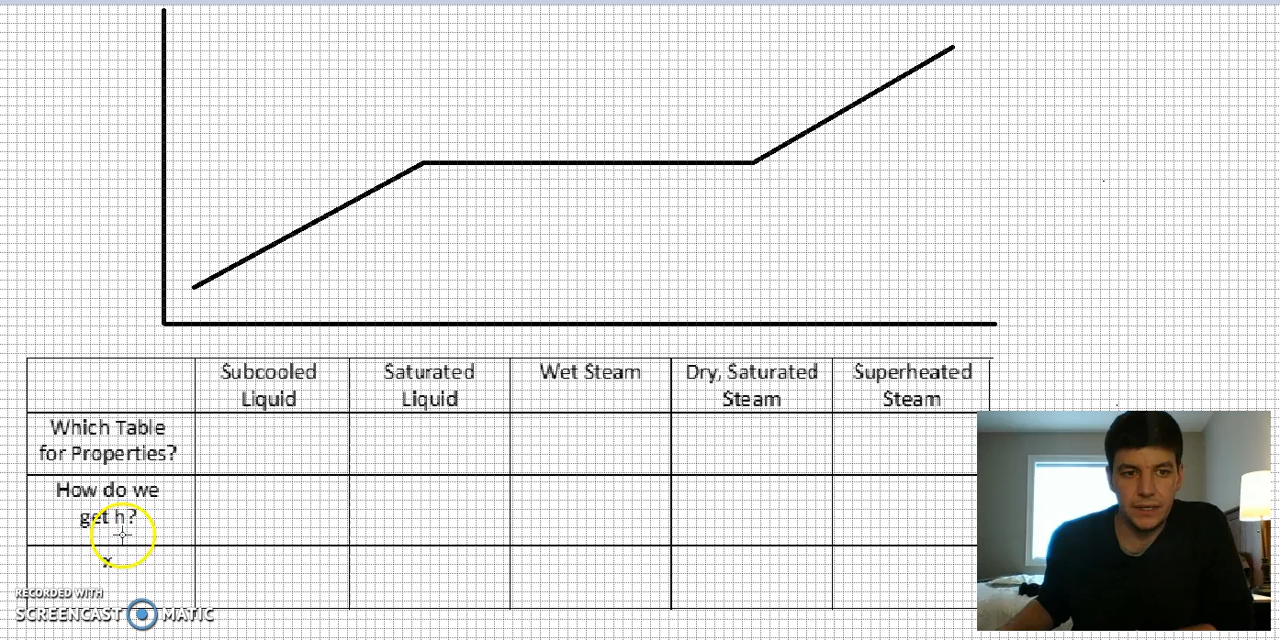 Subcooled
Liquid
Saturated
Liquid
Wet Steam
Dry, Saturated
Steam
Superheated
Steam
Which Table
for Properties?
How do we
get h?
x
RECORDED WITH
SCREENCAST MATIC